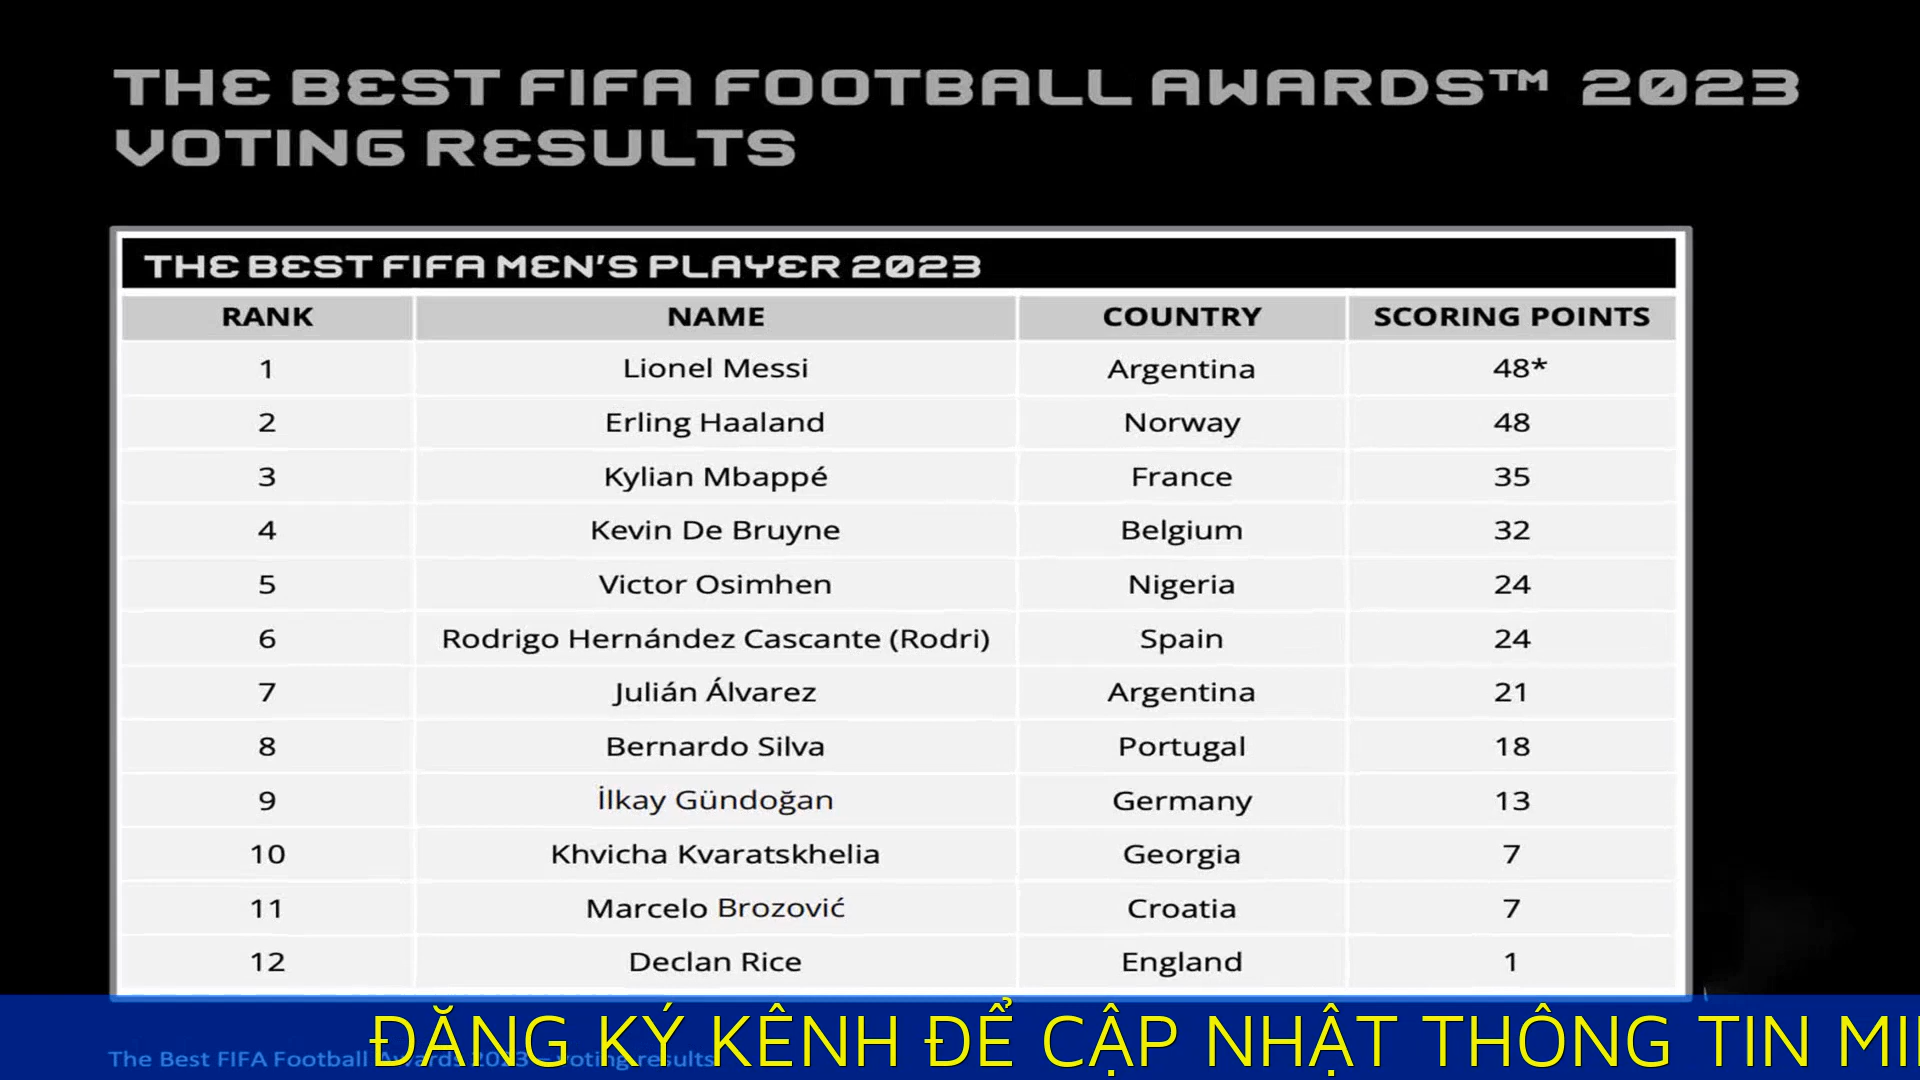 THE BEST FIFA FOOTBALL AWARDS™ 2023
VOTING RESULTS
THE BEST FIFA MEN'S PLAYER 2023
RANK NAME COUNTRY SCORING POINTS
1 Lionel Messi Argentina 48*
2 Erling Haaland Norway 48
3 Kylian Mbappé France 35
4 Kevin De Bruyne Belgium 32
5 Victor Osimhen Nigeria 24
6 Rodrigo Hernández Cascante (Rodri) Spain 24
7 Julián Álvarez Argentina 21
8 Bernardo Silva Portugal 18
9 İlkay Gündoğan Germany 13
10 Khvicha Kvaratskhelia Georgia 7
11 Marcelo Brozović Croatia 7
12 Declan Rice England 1
ĐĂNG KÝ KÊNH ĐỂ CẬP NHẬT THÔNG TIN MI
The Best FIFA Football Awards 2023 – voting results